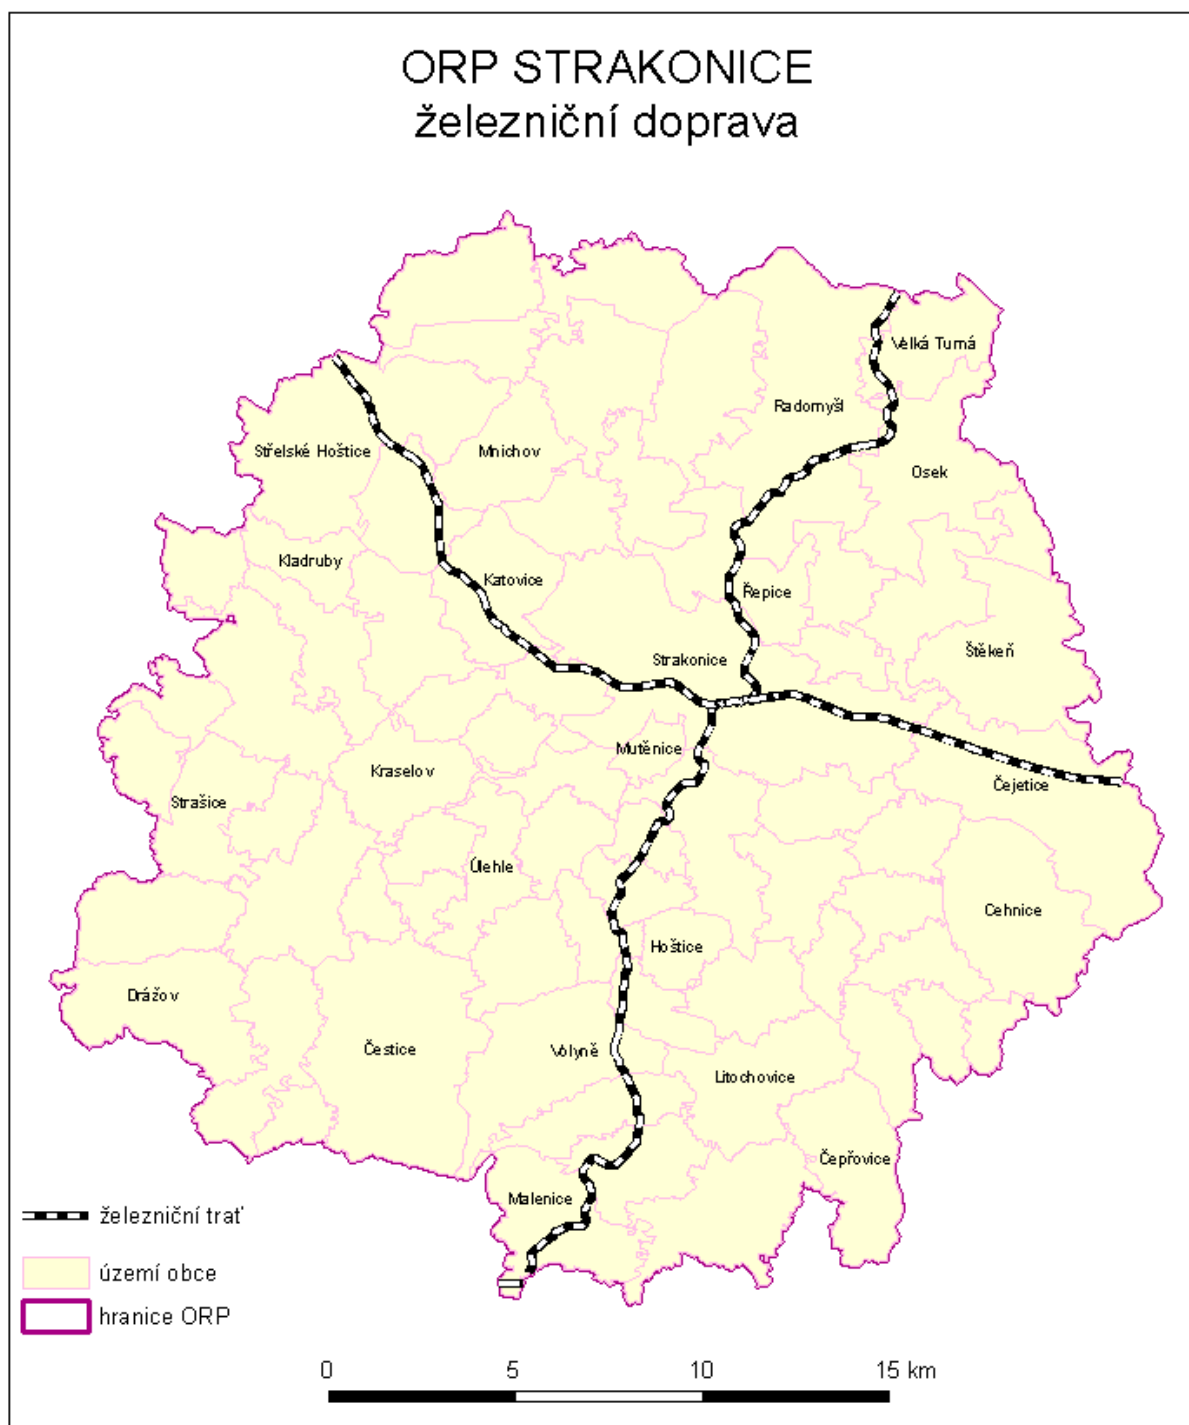 ORP STRAKONICE
železniční doprava
Velká Turná
Radomyšl
Střelské Hoštice
Mnichov
Osek
Kladruby
Katovice
Řepice
Strakonice
Štěkeň
Mutěnice
Kraselov
Čejetice
Strašice
Úlehle
Cehnice
Hoštice
Drážov
Čestice
Volyně
Litochovice
Čepřovice
Malenice
železniční trať
území obce
hranice ORP
0 5 10 15 km